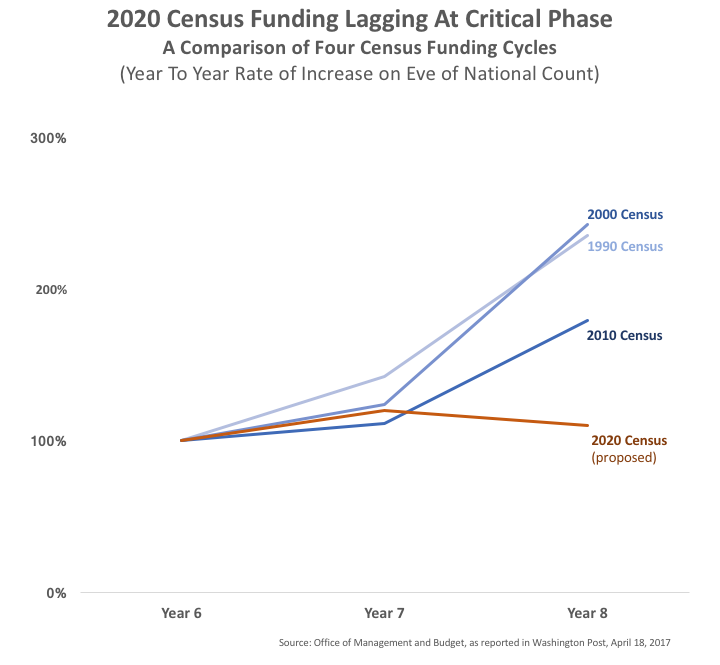 2020 Census Funding Lagging At Critical Phase
A Comparison of Four Census Funding Cycles
(Year To Year Rate of Increase on Eve of National Count)
300%
2000 Census
1990 Census
200%
2010 Census
100%
2020 Census
(proposed)
0%
Year 6
Year 7
Year 8
Source: Office of Management and Budget, as reported in Washington Post, April 18, 2017